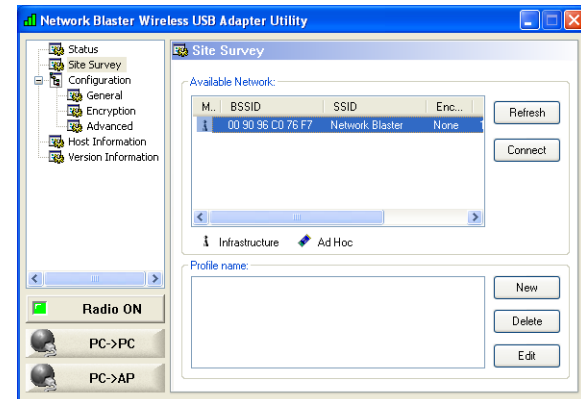 Network Blaster Wireless USB Adapter Utility
Status
Site Survey
Configuration
General
Encryption
Advanced
Host Information
Version Information
Radio ON
PC->PC
PC->AP
Site Survey
Available Network:
M.. BSSID SSID Enc...
00 90 96 C0 76 F7 Network Blaster None
Refresh
Connect
Infrastructure Ad Hoc
Profile name:
New
Delete
Edit